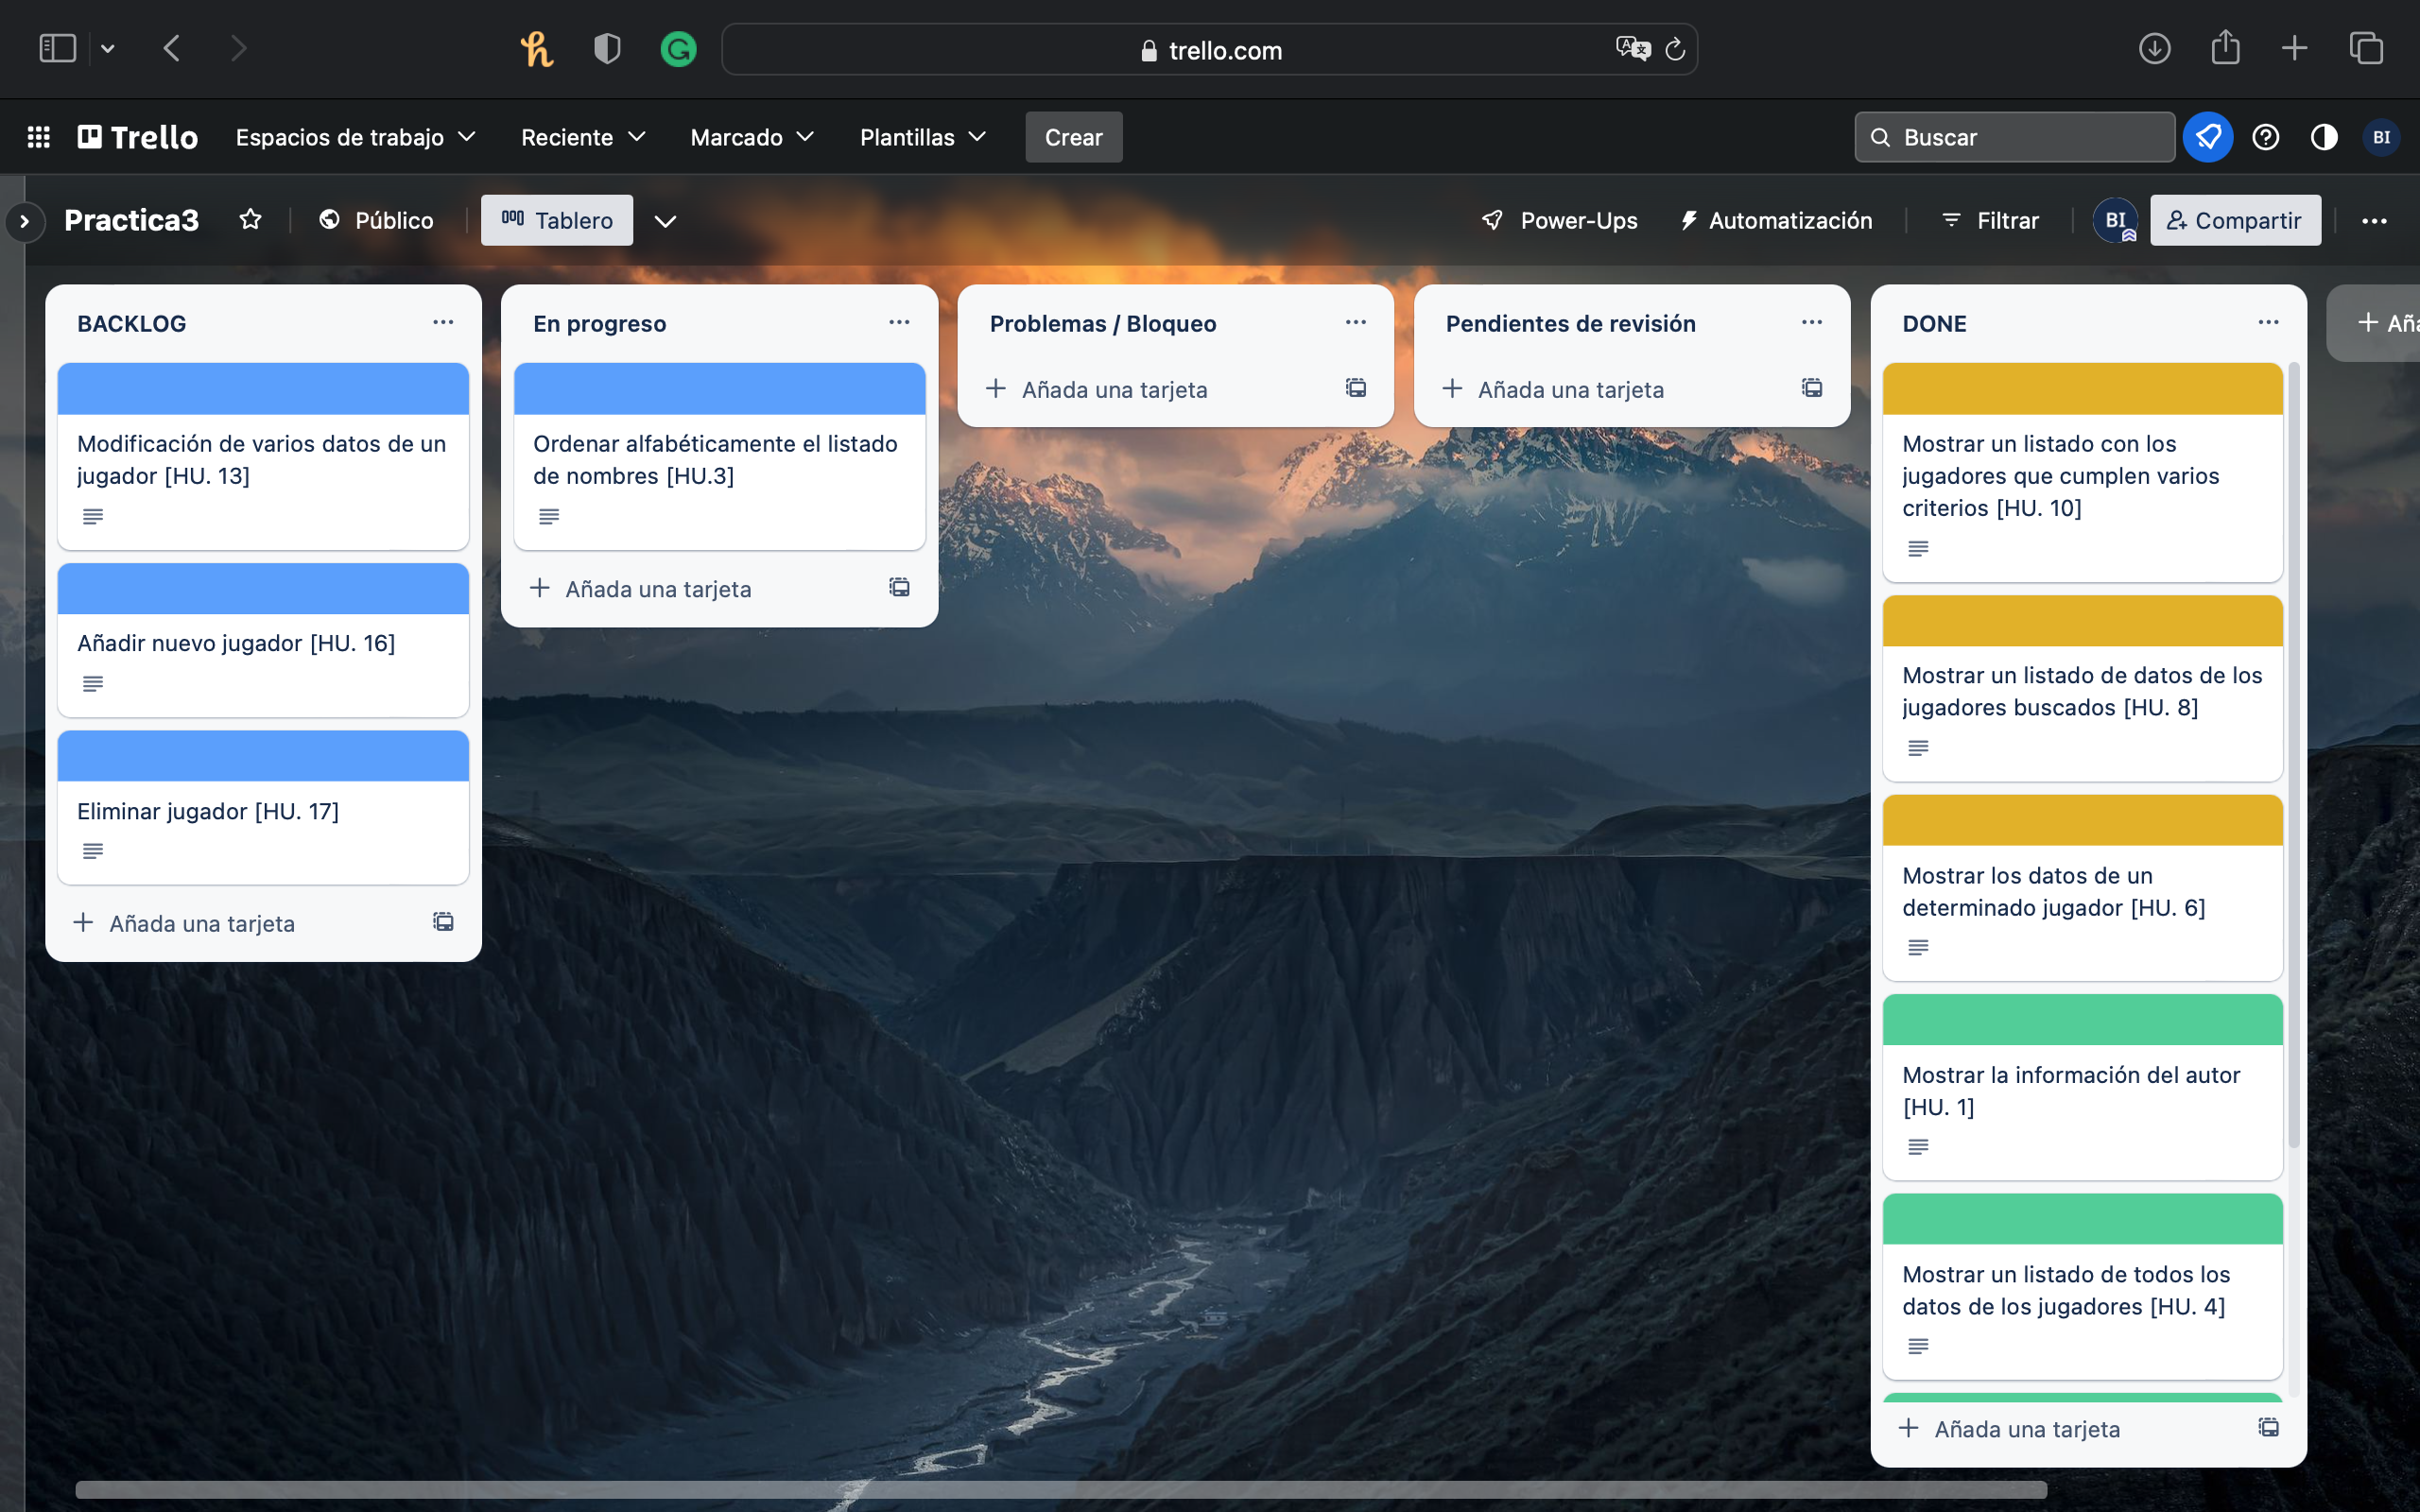 trello.com
Trello
Espacios de trabajo
Reciente
Marcado
Plantillas
Crear
Buscar
BI
Practica3
Público
Tablero
Power-Ups
Automatización
Filtrar
BI
Compartir
BACKLOG
Modificación de varios datos de un
jugador [HU. 13]
Añadir nuevo jugador [HU. 16]
Eliminar jugador [HU. 17]
Añada una tarjeta
En progreso
Ordenar alfabéticamente el listado
de nombres [HU.3]
Añada una tarjeta
Problemas / Bloqueo
Añada una tarjeta
Pendientes de revisión
Añada una tarjeta
DONE
Mostrar un listado con los
jugadores que cumplen varios
criterios [HU. 10]
Mostrar un listado de datos de los
jugadores buscados [HU. 8]
Mostrar los datos de un
determinado jugador [HU. 6]
Mostrar la información del autor
[HU. 1]
Mostrar un listado de todos los
datos de los jugadores [HU. 4]
Añada una tarjeta